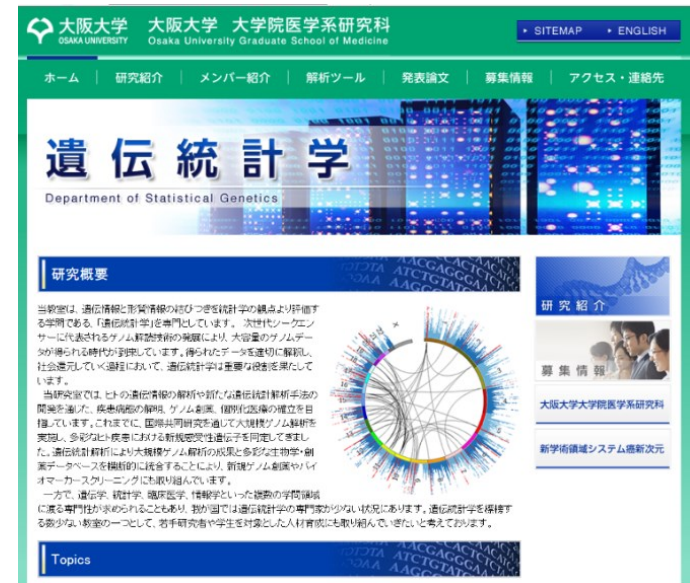 大阪大学
OSAKA UNIVERSITY
大阪大学 大学院医学系研究科
Osaka University Graduate School of Medicine
SITEMAP
ENGLISH
ホーム
研究紹介
メンバー紹介
解析ツール
発表論文
募集情報
アクセス・連絡先
遺伝統計学
Department of Statistical Genetics
研究概要
当教室は、遺伝情報と形質情報の結びつきを統計学の観点より評価す
る学問である、「遺伝統計学」を専門としています。 次世代シークエン
サーに代表されるゲノム解読技術の発展により、大容量のゲノムデー
タが得られる時代が到来しています。得られたデータを適切に解釈し、
社会還元していく過程において、遺伝統計学は重要な役割を果たして
います。
当研究室では、ヒトの遺伝情報の解析や新たな遺伝統計解析手法の
開発を通じた、疾患病態の解明、ゲノム創薬、個別化医療の確立を目
指しています。これまでに、国際共同研究を通じて大規模ゲノム解析を
実施し、多彩なヒト疾患における新規感受性遺伝子を同定してきまし
た。遺伝統計解析により大規模ゲノム解析の成果と多彩な生物学・創
薬データベースを横断的に統合することにより、新規ゲノム創薬やバイ
オマーカースクリーニングにも取り組んでいます。
一方で、遺伝学、統計学、臨床医学、情報学といった複数の学問領域
に渡る専門性が求められることもあり、我が国では遺伝統計学の専門家が少ない状況にあります。遺伝統計学を標榜す
る数少ない教室の一つとして、若手研究者や学生を対象とした人材育成にも取り組んでいきたいと考えております。
研究紹介
募集情報
大阪大学大学院医学系研究科
新学術領域システム癌新次元
Topics